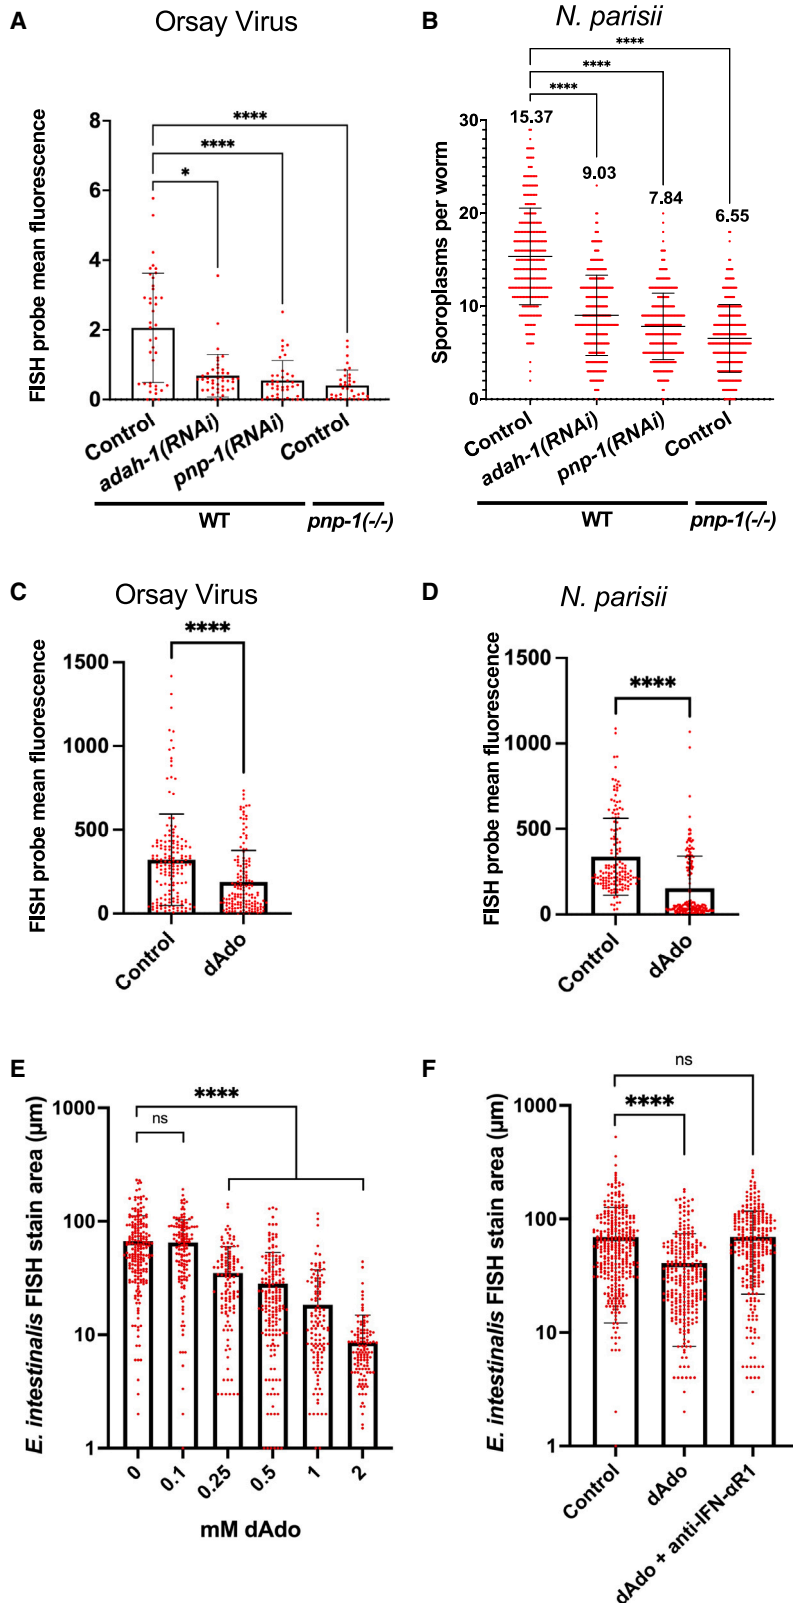 A
Orsay Virus
FISH probe mean fluorescence
8
6
4
2
0
****
****
*
Control
adah-1(RNAi)
pnp-1(RNAi)
Control
WT
pnp-1(-/-)
B
N. parisii
Sporoplasms per worm
30
20
10
0
****
****
****
15.37
9.03
7.84
6.55
Control
adah-1(RNAi)
pnp-1(RNAi)
Control
WT
pnp-1(-/-)
C
Orsay Virus
FISH probe mean fluorescence
1500
1000
500
0
****
Control
dAdo
D
N. parisii
FISH probe mean fluorescence
1500
1000
500
0
****
Control
dAdo
E
E. intestinalis FISH stain area (μm)
1000
100
10
1
****
ns
0
0.1
0.25
0.5
1
2
mM dAdo
F
E. intestinalis FISH stain area (μm)
1000
100
10
1
ns
****
Control
dAdo
dAdo + anti-IFN-αR1